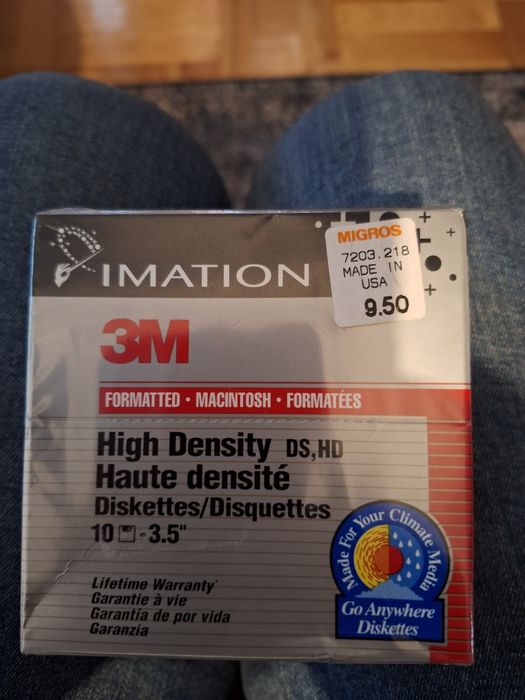 IMATION
MIGROS
7203.218
MADE IN
USA
9.50
3M
FORMATTED • MACINTOSH • FORMATÉES
High Density DS,HD
Haute densité
Diskettes/Disquettes
10 - 3.5"
Lifetime Warranty*
Garantie à vie
Garantia de por vida
Garanzia
Made For Your Climate Media
Go Anywhere
Diskettes